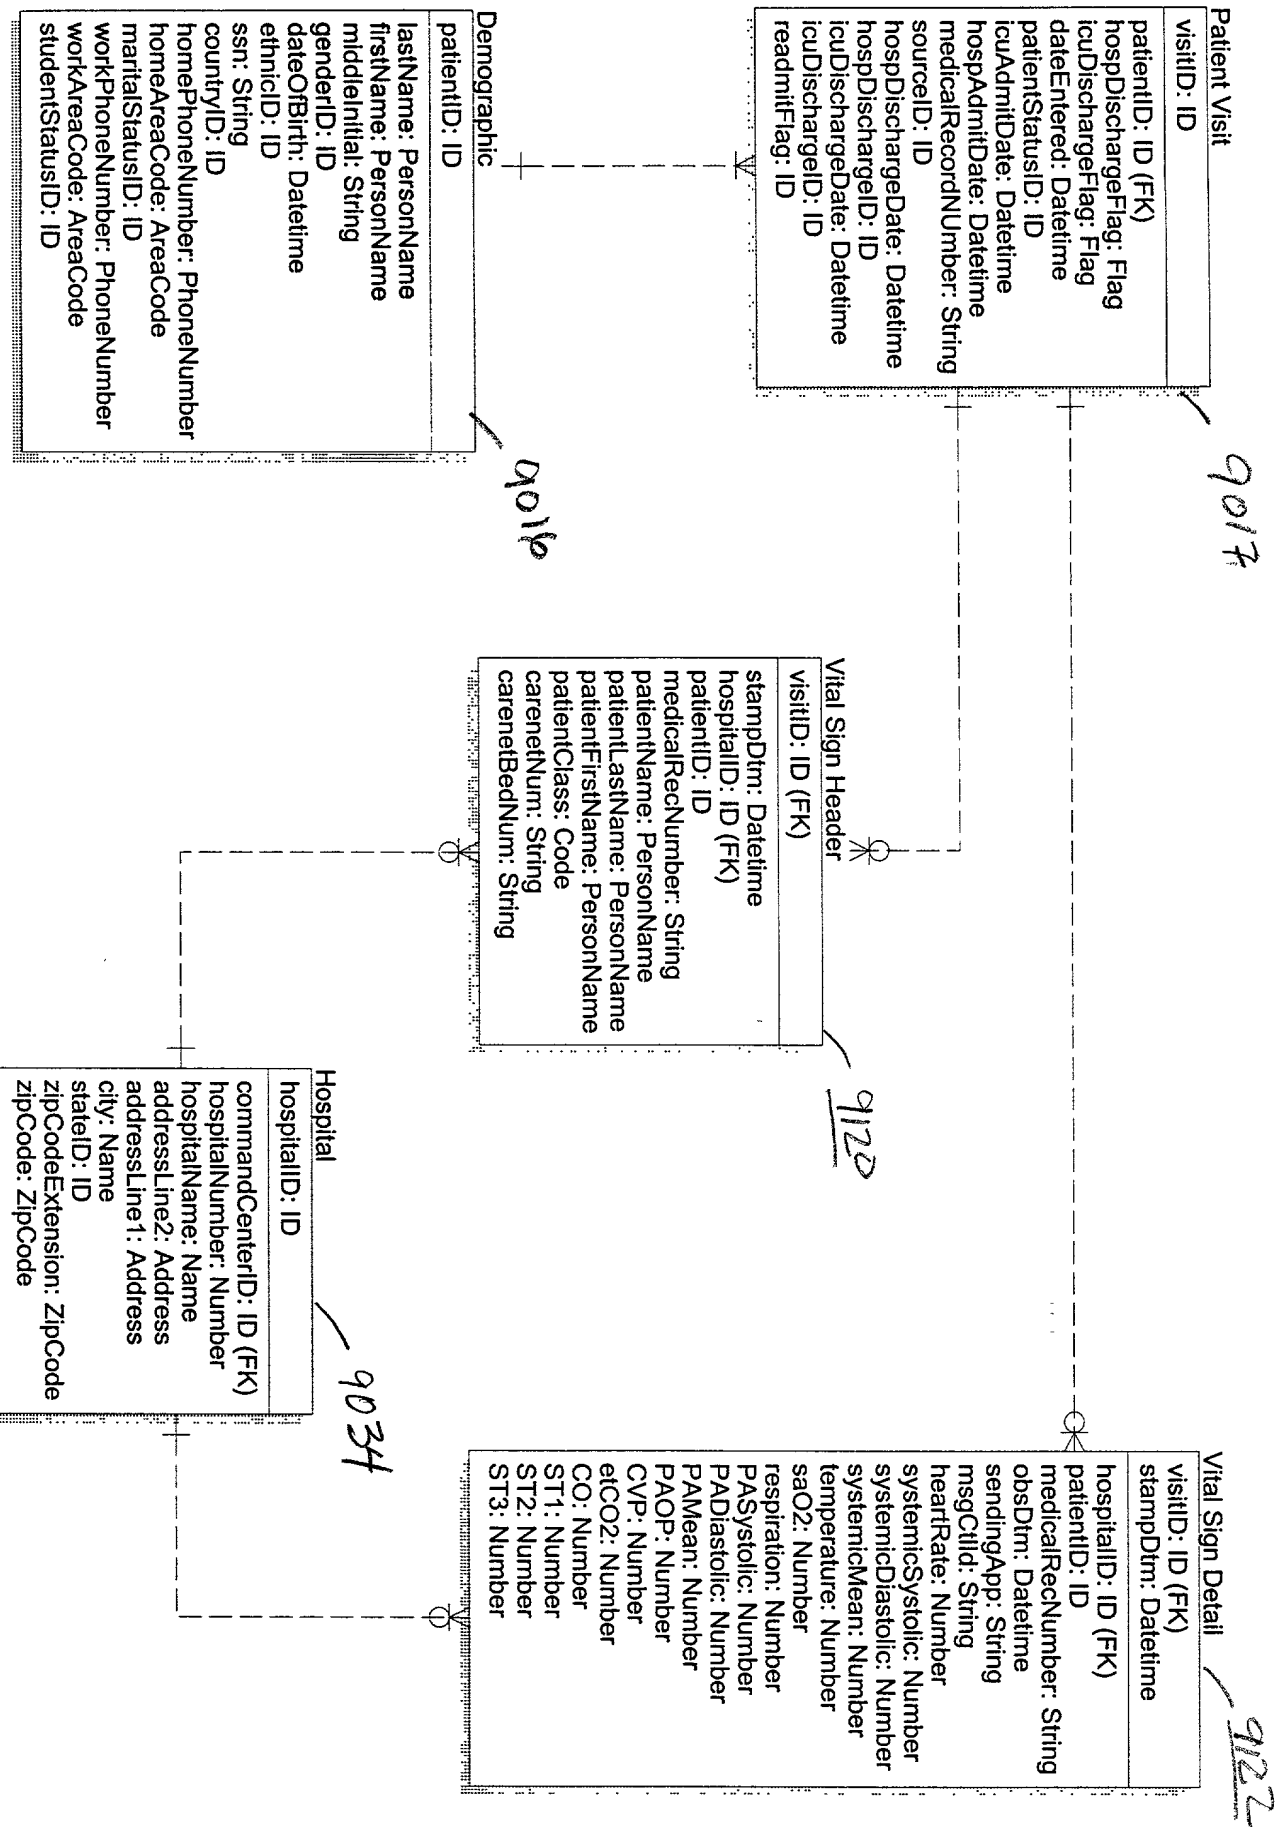 Patient Visit
visitID: ID
patientID: ID (FK)
hospDischargeFlag: Flag
icuDischargeFlag: Flag
dateEntered: Datetime
patientStatusID: ID
icuAdmitDate: Datetime
hospAdmitDate: Datetime
medicalRecordNUmber: String
sourceID: ID
hospDischargeDate: Datetime
hospDischargeID: ID
icuDischargeDate: Datetime
icuDischargeID: ID
readmitFlag: ID
9017
Demographic
patientID: ID
lastName: PersonName
firstName: PersonName
middleInitial: String
genderID: ID
dateOfBirth: Datetime
ethnicID: ID
ssn: String
countryID: ID
homePhoneNumber: PhoneNumber
homeAreaCode: AreaCode
maritalStatusID: ID
workPhoneNumber: PhoneNumber
workAreaCode: AreaCode
studentStatusID: ID
9016
Vital Sign Header
visitID: ID (FK)
stampDtm: Datetime
hospitalID: ID (FK)
patientID: ID
medicalRecNumber: String
patientName: PersonName
patientLastName: PersonName
patientFirstName: PersonName
patientClass: Code
carenetNum: String
carenetBedNum: String
9120
Hospital
hospitalID: ID
commandCenterID: ID (FK)
hospitalNumber: Number
hospitalName: Name
addressLine2: Address
addressLine1: Address
city: Name
stateID: ID
zipCodeExtension: ZipCode
zipCode: ZipCode
9034
Vital Sign Detail
visitID: ID (FK)
stampDtm: Datetime
hospitalID: ID (FK)
patientID: ID
medicalRecNumber: String
obsDtm: Datetime
sendingApp: String
msgCtlId: String
heartRate: Number
systemicSystolic: Number
systemicDiastolic: Number
systemicMean: Number
temperature: Number
saO2: Number
respiration: Number
PASystolic: Number
PADiastolic: Number
PAMean: Number
PAOP: Number
CVP: Number
etCO2: Number
CO: Number
ST1: Number
ST2: Number
ST3: Number
9122